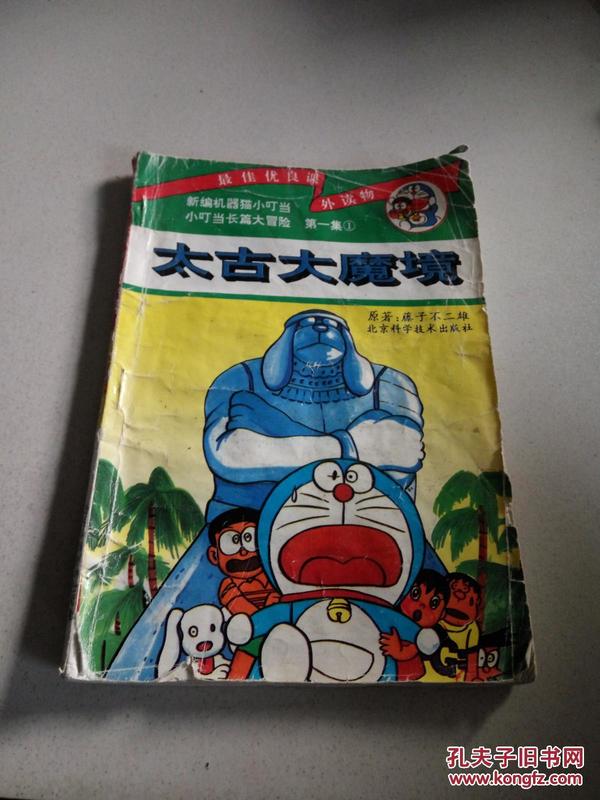 最佳优良课
外读物
新编机器猫小叮当
小叮当长篇大冒险 第一集①
太古大魔境
原著:藤子不二雄
北京科学技术出版社
孔夫子旧书网
www.kongfz.com